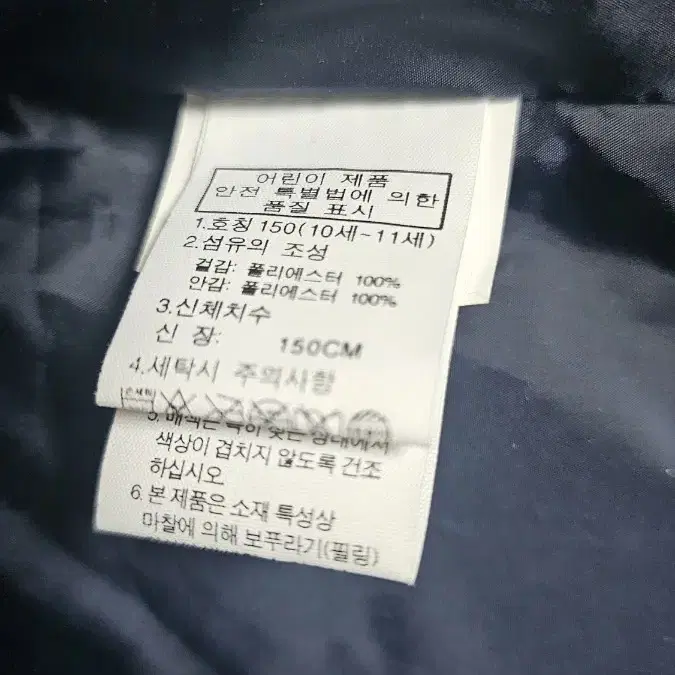 어린이 제품
안전 특별법에 의한
품질 표시
1.호칭 150(10세~11세)
2.섬유의 조성
겉감: 폴리에스터 100%
안감: 폴리에스터 100%
3.신체치수
신 장: 150CM
4.세탁시 주의사항
색상이 겹치지 않도록 건조
하십시오
6.본 제품은 소재 특성상
마찰에 의해 보푸라기(필링)